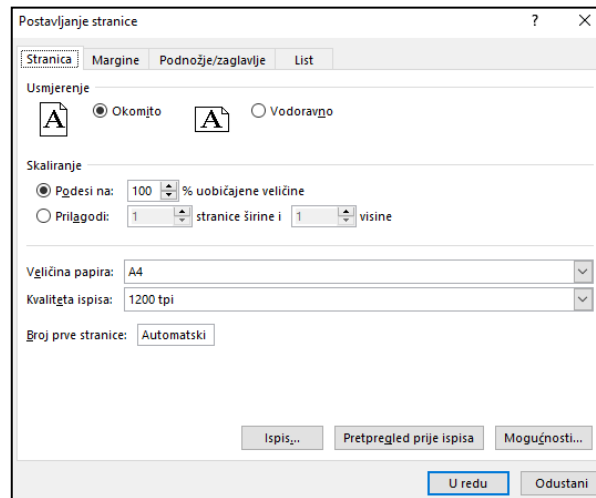 Postavljanje stranice ? ×
Stranica Margine Podnožje/zaglavlje List
Usmjerenje
A Okomito A Vodoravno
Skaliranje
Podesi na: 100 % uobičajene veličine
Prilagodi: 1 stranice širine i 1 visine
Veličina papira: A4
Kvaliteta ispisa: 1200 tpi
Broj prve stranice: Automatski
Ispis... Pretpregled prije ispisa Mogućnosti...
U redu Odustani